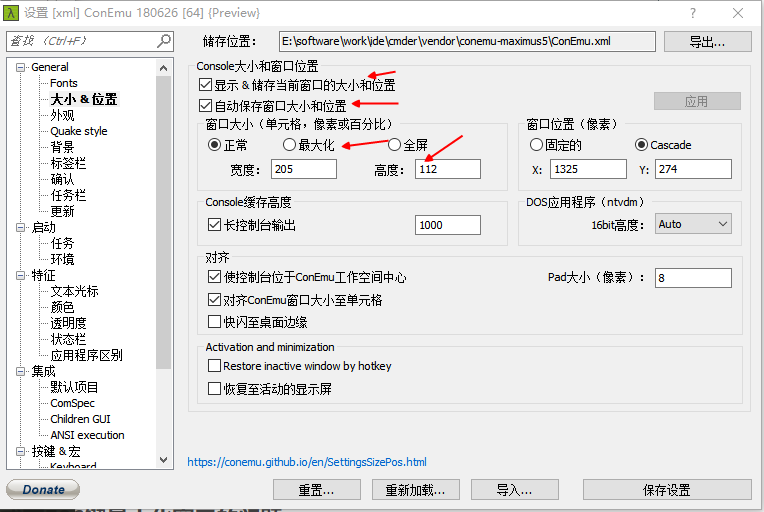 设置 [xml] ConEmu 180626 [64] {Preview}
查找 (Ctrl+F)
储存位置：
E:\software\work\ide\cmder\vendor\conemu-maximus5\ConEmu.xml
导出...
General
Fonts
大小 & 位置
外观
Quake style
背景
标签栏
确认
任务栏
更新
启动
任务
环境
特征
文本光标
颜色
透明度
状态栏
应用程序区别
集成
默认项目
ComSpec
Children GUI
ANSI execution
按键 & 宏
Keyboard
Console大小和窗口位置
显示 & 储存当前窗口的大小和位置
自动保存窗口大小和位置
应用
窗口大小（单元格，像素或百分比）
正常 最大化 全屏
宽度： 205 高度： 112
窗口位置（像素）
固定的 Cascade
X: 1325 Y: 274
Console缓存高度
长控制台输出 1000
DOS应用程序（ntvdm）
16bit高度： Auto
对齐
使控制台位于ConEmu工作空间中心
Pad大小（像素）： 8
对齐ConEmu窗口大小至单元格
快闪至桌面边缘
Activation and minimization
Restore inactive window by hotkey
恢复至活动的显示屏
https://conemu.github.io/en/SettingsSizePos.html
Donate
重置...
重新加载...
导入...
保存设置